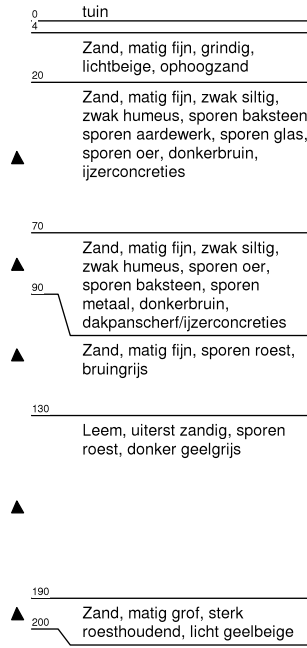 0
tuin
4
Zand, matig fijn, grindig,
lichtbeige, ophoogzand
20
Zand, matig fijn, zwak siltig,
zwak humeus, sporen baksteen
sporen aardewerk, sporen glas,
sporen oer, donkerbruin,
ijzerconcreties
70
Zand, matig fijn, zwak siltig,
zwak humeus, sporen oer,
sporen baksteen, sporen
metaal, donkerbruin,
dakpanscherf/ijzerconcreties
90
Zand, matig fijn, sporen roest,
bruingrijs
130
Leem, uiterst zandig, sporen
roest, donker geelgrijs
190
Zand, matig grof, sterk
roesthoudend, licht geelbeige
200